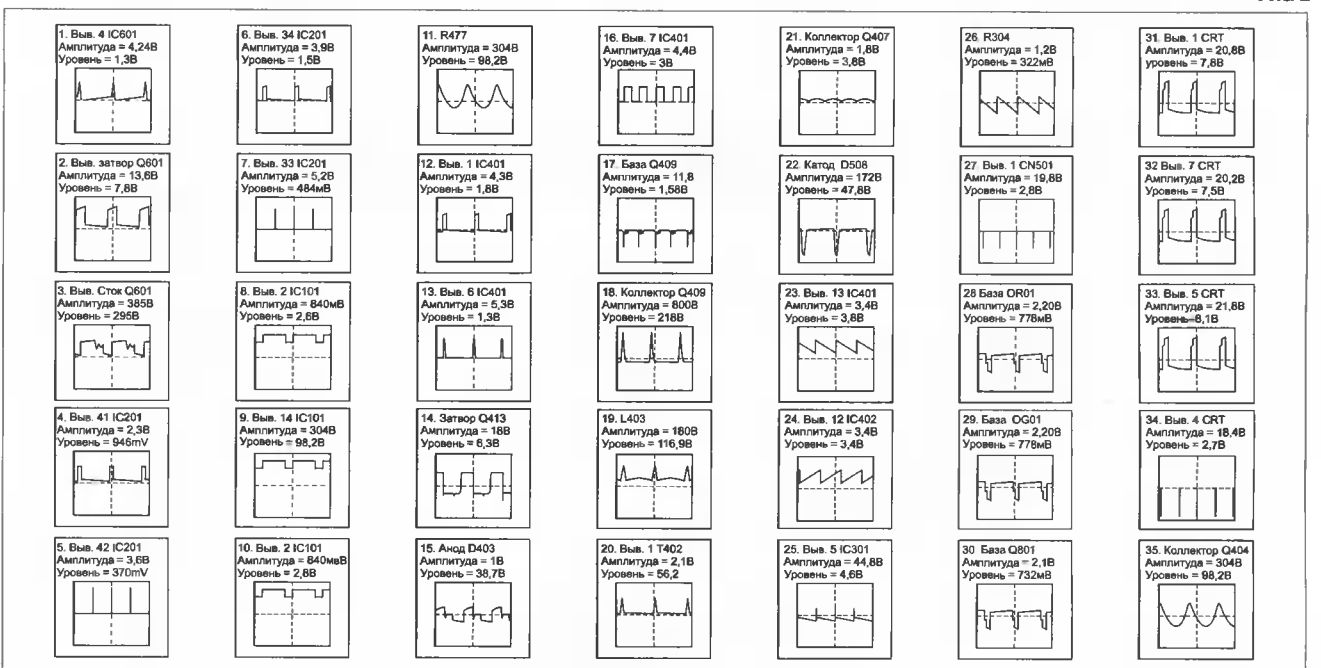 1. Выв. 4 IC601
Амплитуда = 4,24В
Уровень = 1,3В
2. Выв. затвор Q601
Амплитуда = 13,6В
Уровень = 7,8В
3. Выв. Сток Q601
Амплитуда = 385В
Уровень = 295В
4. Выв. 41 IC201
Амплитуда = 2,3В
Уровень = 946mV
5. Выв. 42 IC201
Амплитуда = 3,6В
Уровень = 370mV
6. Выв. 34 IC201
Амплитуда = 3,9В
Уровень = 1,5В
7. Выв. 33 IC201
Амплитуда = 5,2В
Уровень = 484мВ
8. Выв. 2 IC101
Амплитуда = 840мВ
Уровень = 2,6В
9. Выв. 14 IC101
Амплитуда = 304В
Уровень = 98,2В
10. Выв. 2 IC101
Амплитуда = 840мвВ
Уровень = 2,8В
11. R477
Амплитуда = 304В
Уровень = 98,2В
12. Выв. 1 IC401
Амплитуда = 4,3В
Уровень = 1,8В
13. Выв. 6 IC401
Амплитуда = 5,3В
Уровень = 1,3В
14. Затвор Q413
Амплитуда = 18В
Уровень = 6,3В
15. Анод D403
Амплитуда = 1В
Уровень = 38,7В
16. Выв. 7 IC401
Амплитуда = 4,4В
Уровень = 3В
17. База Q409
Амплитуда = 11,8
Уровень = 1,58В
18. Коллектор Q409
Амплитуда = 800В
Уровень = 218В
19. L403
Амплитуда = 180В
Уровень = 116,9В
20. Выв. 1 T402
Амплитуда = 2,1В
Уровень = 56,2
21. Коллектор Q407
Амплитуда = 1,8В
Уровень = 3,8В
22. Катод D508
Амплитуда = 172В
Уровень = 47,8В
23. Выв. 13 IC401
Амплитуда = 3,4В
Уровень = 3,8В
24. Выв. 12 IC402
Амплитуда = 3,4В
Уровень = 3,4В
25. Выв. 5 IC301
Амплитуда = 44,8В
Уровень = 4,6В
26. R304
Амплитуда = 1,2В
Уровень = 322мВ
27. Выв. 1 CN501
Амплитуда = 19,8В
Уровень = 2,8В
28 База OR01
Амплитуда = 2,20В
Уровень = 778мВ
29. База OG01
Амплитуда = 2,20В
Уровень = 778мВ
30 База Q801
Амплитуда = 2,1В
Уровень = 732мВ
31. Выв. 1 CRT
Амплитуда = 20,8В
уровень = 7,8В
32 Выв. 7 CRT
Амплитуда = 20,2В
Уровень = 7,5В
33. Выв. 5 CRT
Амплитуда = 21,8В
Уровень=8,1В
34. Выв. 4 CRT
Амплитуда = 18,4В
Уровень = 2,7В
35. Коллектор Q404
Амплитуда = 304В
Уровень = 98,2В